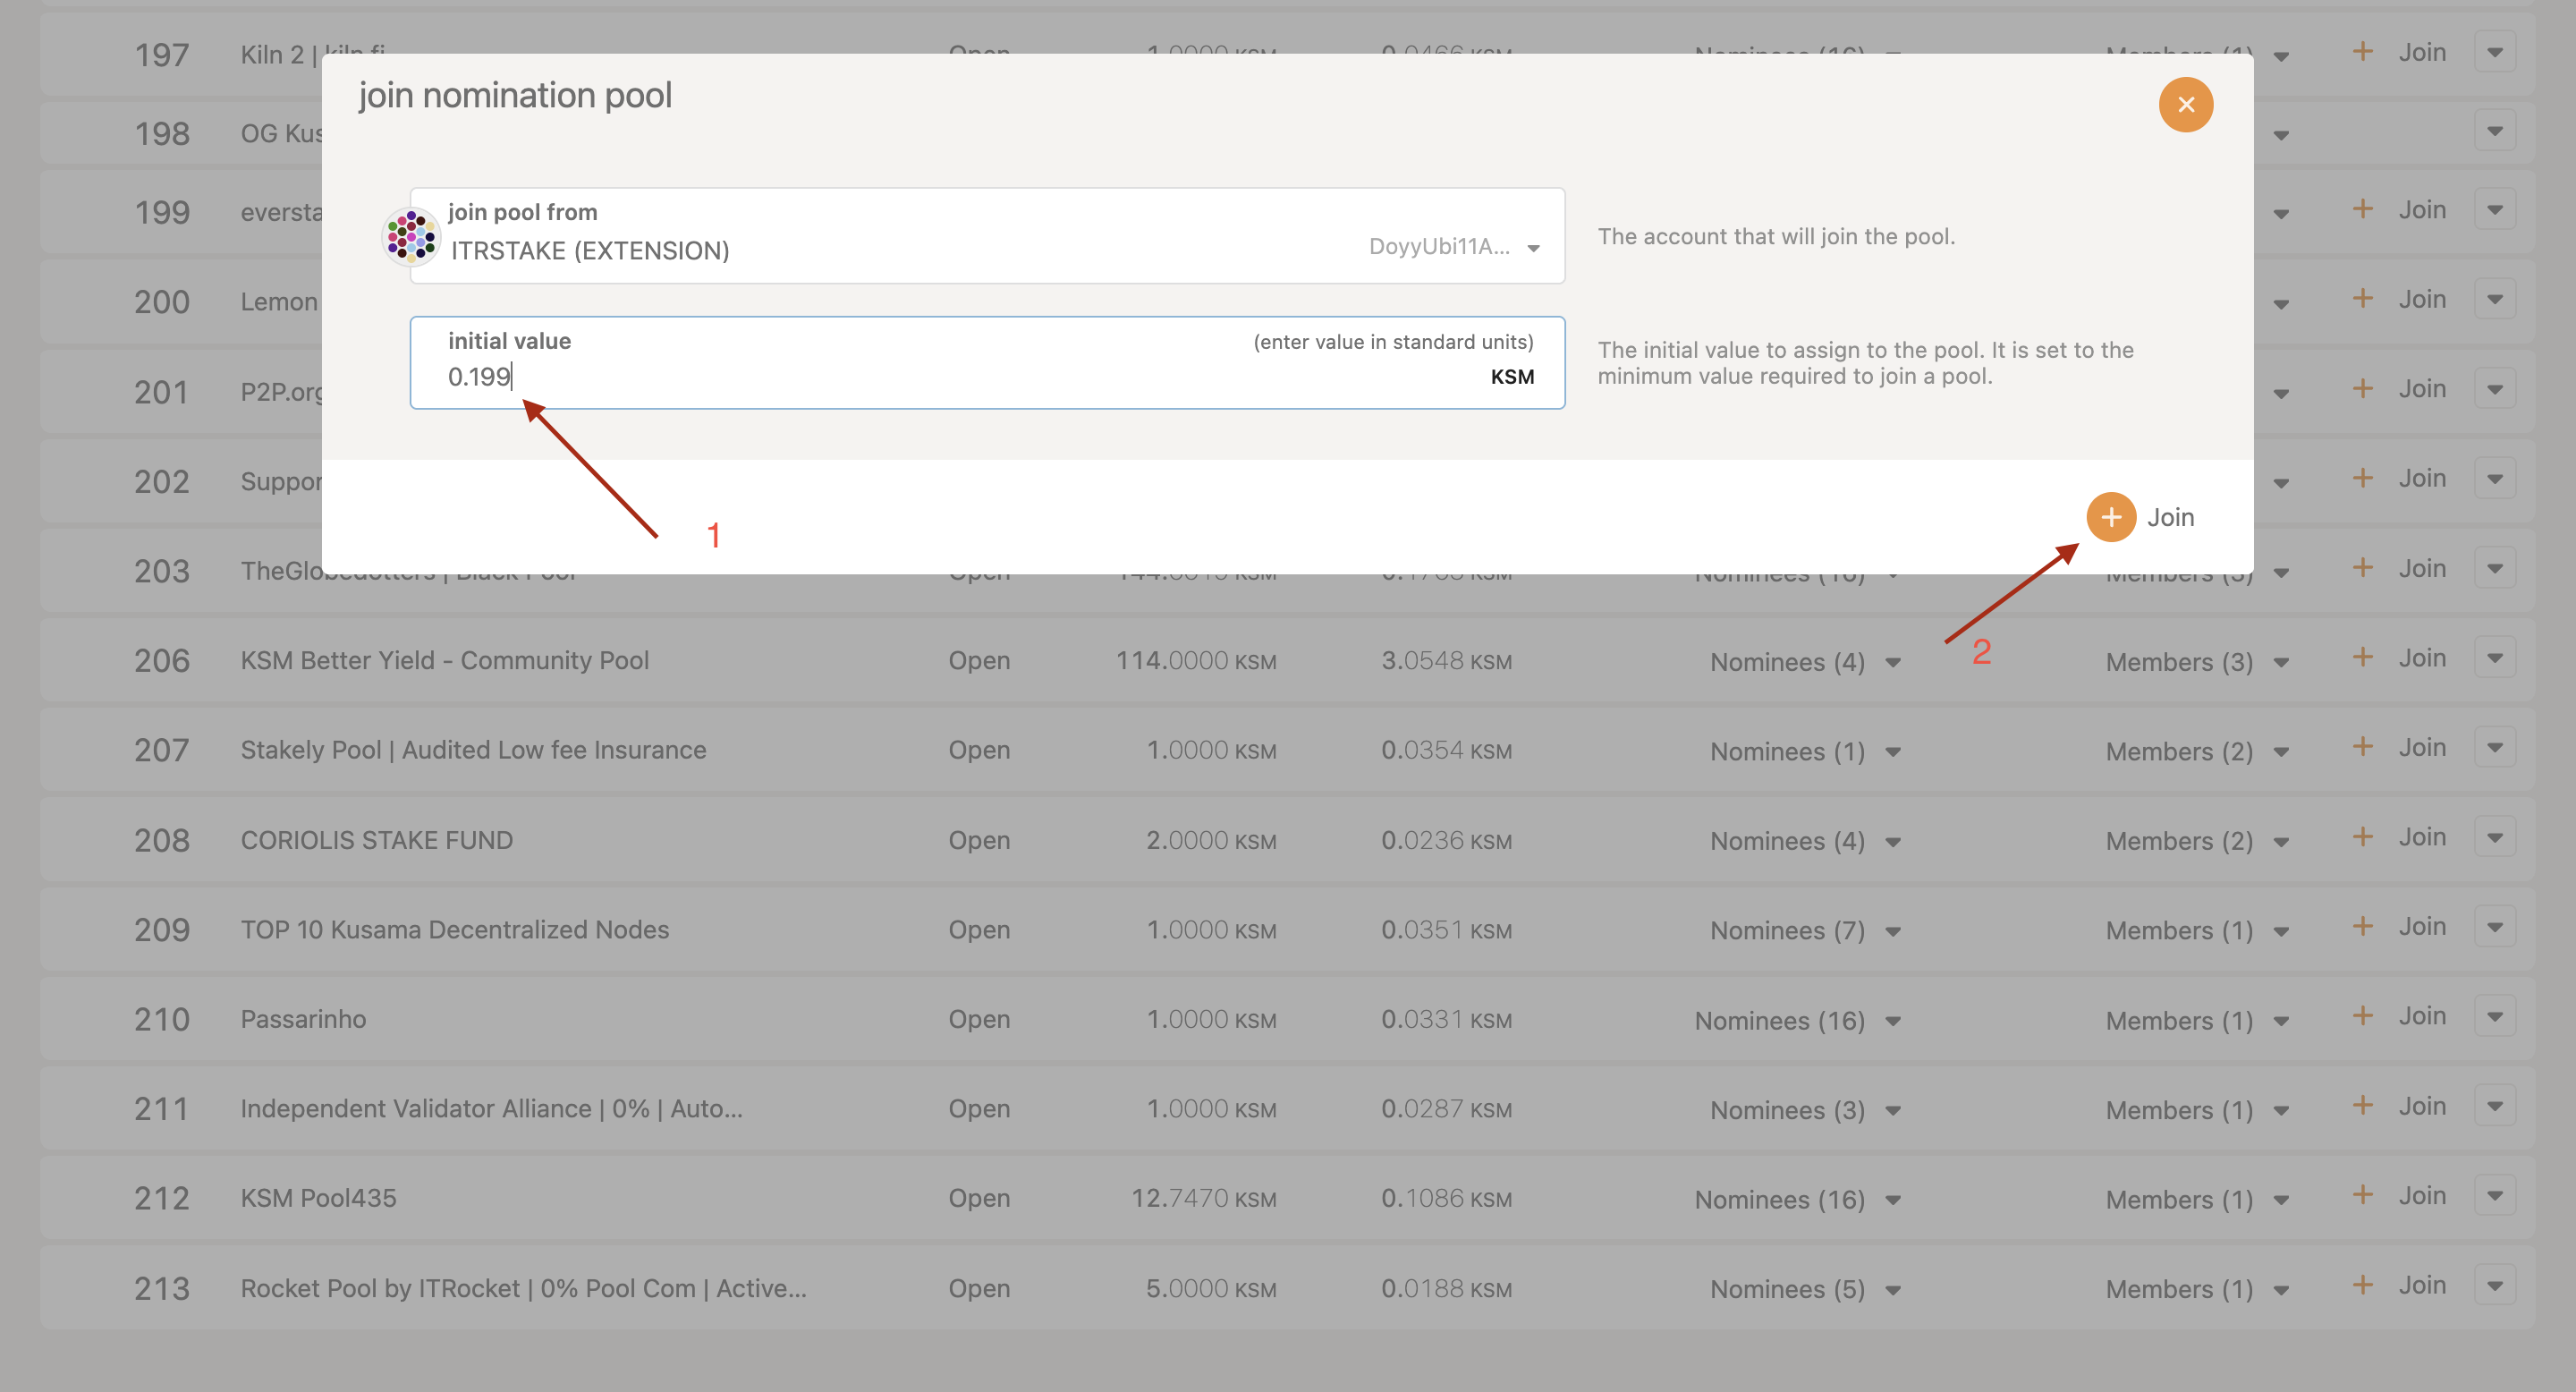 197 Kiln 2 | kiln.fi Open 1.0000 KSM 0.0466 KSM Nominees (16) Members (1) + Join
join nomination pool
198 OG Kus
join pool from
199 eversta + Join
ITRSTAKE (EXTENSION) DoyyUbi11A...
The account that will join the pool.
200 Lemon + Join
initial value (enter value in standard units)
0.199 KSM
The initial value to assign to the pool. It is set to the
minimum value required to join a pool.
201 P2P.org + Join
202 Suppor + Join
1
+ Join
203 TheGlobedotters | Black Pool Open KSM KSM Nominees (16) Members (3) + Join
2
206 KSM Better Yield - Community Pool Open 114.0000 KSM 3.0548 KSM Nominees (4) Members (3) + Join
207 Stakely Pool | Audited Low fee Insurance Open 1.0000 KSM 0.0354 KSM Nominees (1) Members (2) + Join
208 CORIOLIS STAKE FUND Open 2.0000 KSM 0.0236 KSM Nominees (4) Members (2) + Join
209 TOP 10 Kusama Decentralized Nodes Open 1.0000 KSM 0.0351 KSM Nominees (7) Members (1) + Join
210 Passarinho Open 1.0000 KSM 0.0331 KSM Nominees (16) Members (1) + Join
211 Independent Validator Alliance | 0% | Auto... Open 1.0000 KSM 0.0287 KSM Nominees (3) Members (1) + Join
212 KSM Pool435 Open 12.7470 KSM 0.1086 KSM Nominees (16) Members (1) + Join
213 Rocket Pool by ITRocket | 0% Pool Com | Active... Open 5.0000 KSM 0.0188 KSM Nominees (5) Members (1) + Join